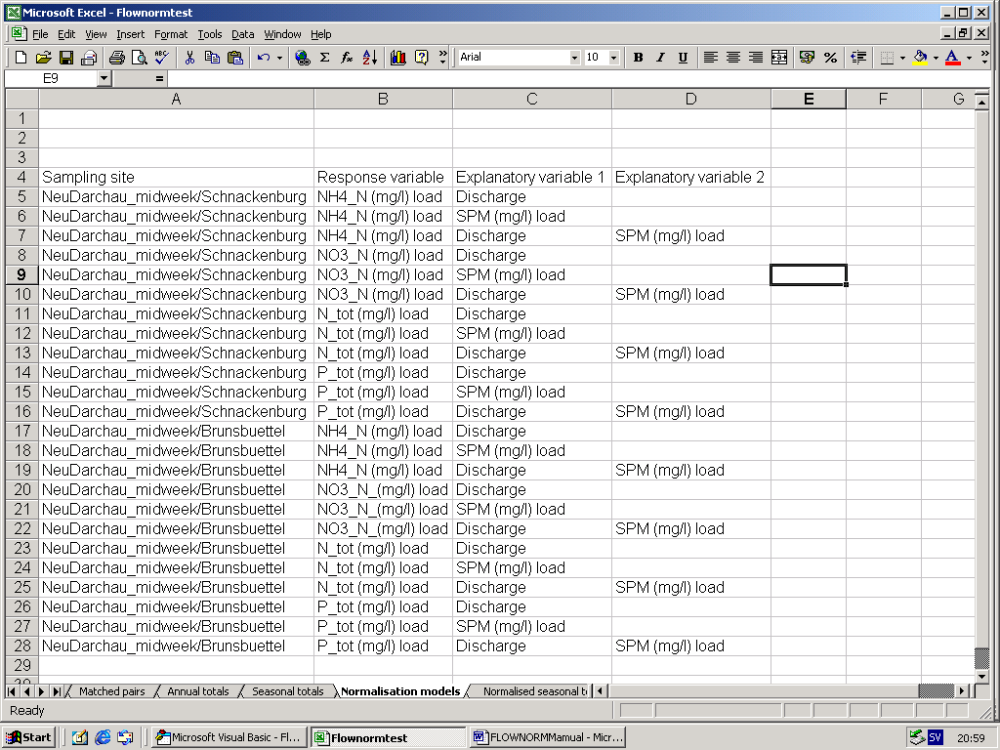 Microsoft Excel - Flownormtest
File Edit View Insert Format Tools Data Window Help
Arial 10 B I U
E9 =
A B C D E F G
1
2
3
4 Sampling site Response variable Explanatory variable 1 Explanatory variable 2
5 NeuDarchau_midweek/Schnackenburg NH4_N (mg/l) load Discharge
6 NeuDarchau_midweek/Schnackenburg NH4_N (mg/l) load SPM (mg/l) load
7 NeuDarchau_midweek/Schnackenburg NH4_N (mg/l) load Discharge SPM (mg/l) load
8 NeuDarchau_midweek/Schnackenburg NO3_N (mg/l) load Discharge
9 NeuDarchau_midweek/Schnackenburg NO3_N (mg/l) load SPM (mg/l) load
10 NeuDarchau_midweek/Schnackenburg NO3_N (mg/l) load Discharge SPM (mg/l) load
11 NeuDarchau_midweek/Schnackenburg N_tot (mg/l) load Discharge
12 NeuDarchau_midweek/Schnackenburg N_tot (mg/l) load SPM (mg/l) load
13 NeuDarchau_midweek/Schnackenburg N_tot (mg/l) load Discharge SPM (mg/l) load
14 NeuDarchau_midweek/Schnackenburg P_tot (mg/l) load Discharge
15 NeuDarchau_midweek/Schnackenburg P_tot (mg/l) load SPM (mg/l) load
16 NeuDarchau_midweek/Schnackenburg P_tot (mg/l) load Discharge SPM (mg/l) load
17 NeuDarchau_midweek/Brunsbuettel NH4_N (mg/l) load Discharge
18 NeuDarchau_midweek/Brunsbuettel NH4_N (mg/l) load SPM (mg/l) load
19 NeuDarchau_midweek/Brunsbuettel NH4_N (mg/l) load Discharge SPM (mg/l) load
20 NeuDarchau_midweek/Brunsbuettel NO3_N_(mg/l) load Discharge
21 NeuDarchau_midweek/Brunsbuettel NO3_N_(mg/l) load SPM (mg/l) load
22 NeuDarchau_midweek/Brunsbuettel NO3_N_(mg/l) load Discharge SPM (mg/l) load
23 NeuDarchau_midweek/Brunsbuettel N_tot (mg/l) load Discharge
24 NeuDarchau_midweek/Brunsbuettel N_tot (mg/l) load SPM (mg/l) load
25 NeuDarchau_midweek/Brunsbuettel N_tot (mg/l) load Discharge SPM (mg/l) load
26 NeuDarchau_midweek/Brunsbuettel P_tot (mg/l) load Discharge
27 NeuDarchau_midweek/Brunsbuettel P_tot (mg/l) load SPM (mg/l) load
28 NeuDarchau_midweek/Brunsbuettel P_tot (mg/l) load Discharge SPM (mg/l) load
29
Matched pairs Annual totals Seasonal totals Normalisation models Normalised seasonal t
Ready
Start Microsoft Visual Basic - Fl... Flownormtest FLOWNORMMamual - Micr... SV 20:59